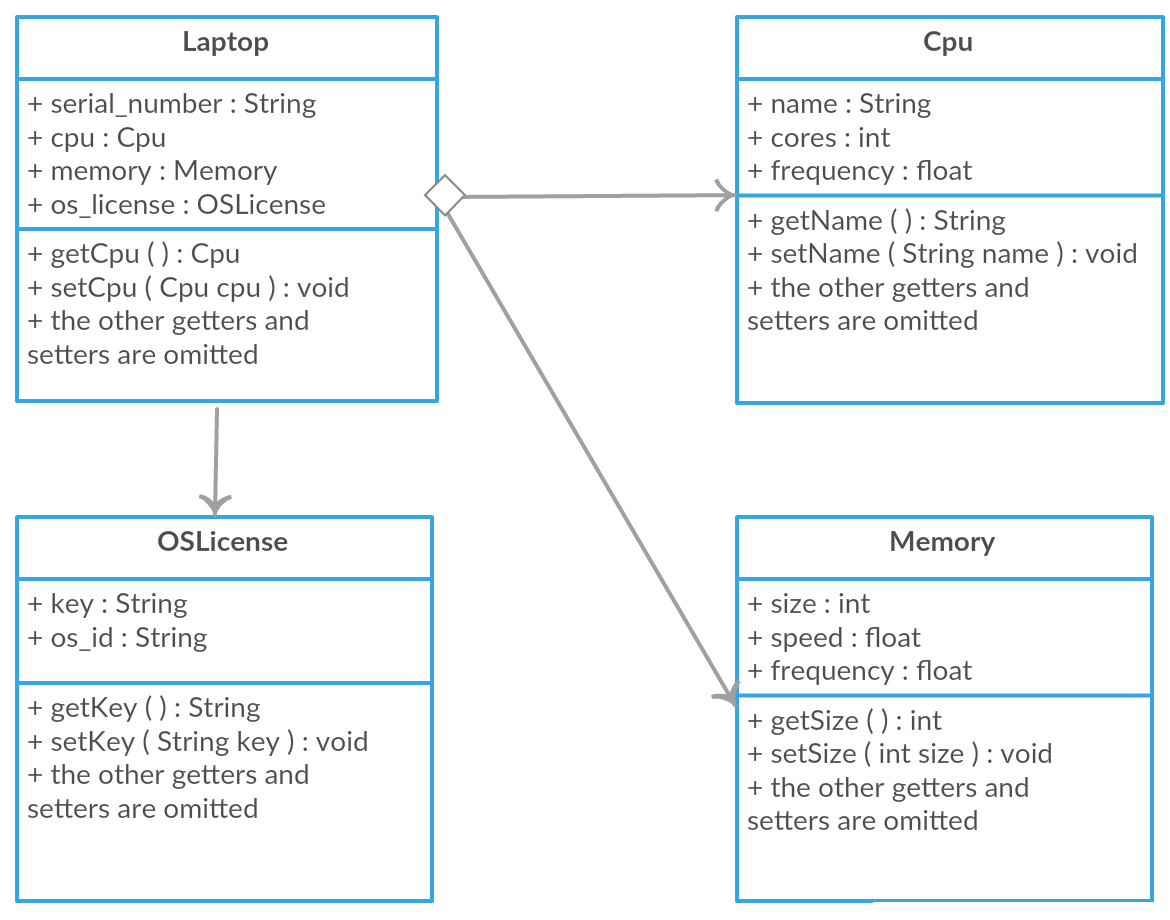 Laptop
+ serial_number : String
+ cpu : Cpu
+ memory : Memory
+ os_license : OSLicense
+ getCpu ( ) : Cpu
+ setCpu ( Cpu cpu ) : void
+ the other getters and
setters are omitted
Cpu
+ name : String
+ cores : int
+ frequency : float
+ getName ( ) : String
+ setName ( String name ) : void
+ the other getters and
setters are omitted
OSLicense
+ key : String
+ os_id : String
+ getKey ( ) : String
+ setKey ( String key ) : void
+ the other getters and
setters are omitted
Memory
+ size : int
+ speed : float
+ frequency : float
+ getSize ( ) : int
+ setSize ( int size ) : void
+ the other getters and
setters are omitted